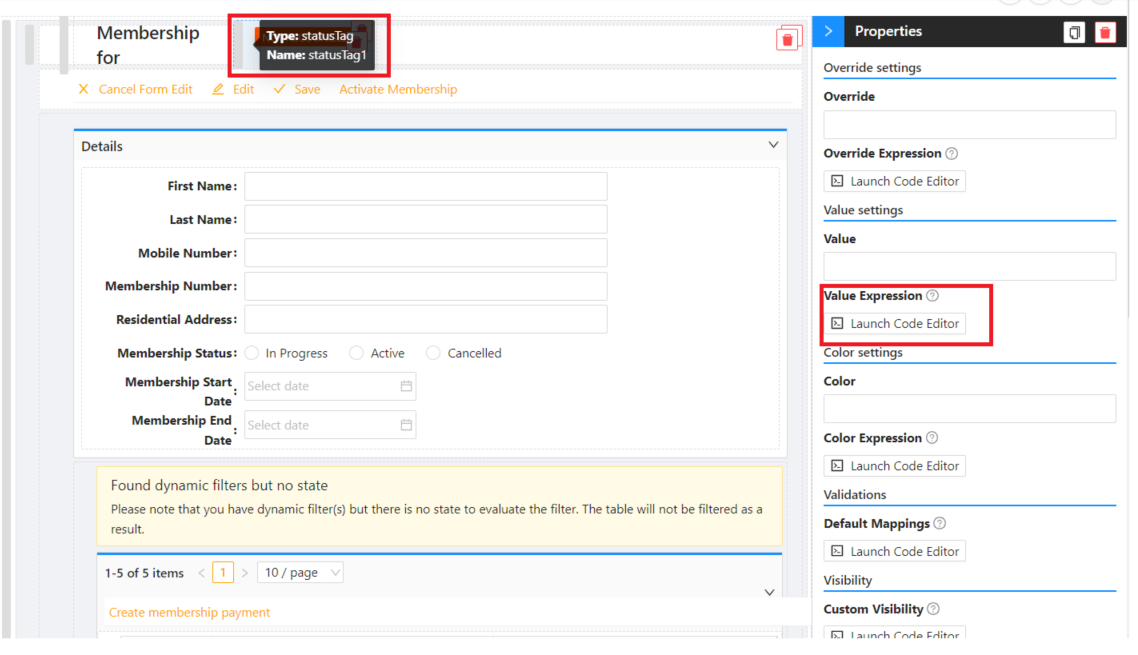 Membership
for
Type: statusTag
Name: statusTag1
Cancel Form Edit Edit Save Activate Membership
Details
First Name:
Last Name:
Mobile Number:
Membership Number:
Residential Address:
Membership Status: In Progress Active Cancelled
Membership Start
Date : Select date
Membership End
Date : Select date
Found dynamic filters but no state
Please note that you have dynamic filter(s) but there is no state to evaluate the filter. The table will not be filtered as a
result.
1-5 of 5 items < 1 > 10 / page
Create membership payment
Properties
Override settings
Override
Override Expression
Launch Code Editor
Value settings
Value
Value Expression
Launch Code Editor
Color settings
Color
Color Expression
Launch Code Editor
Validations
Default Mappings
Launch Code Editor
Visibility
Custom Visibility
Launch Code Editor